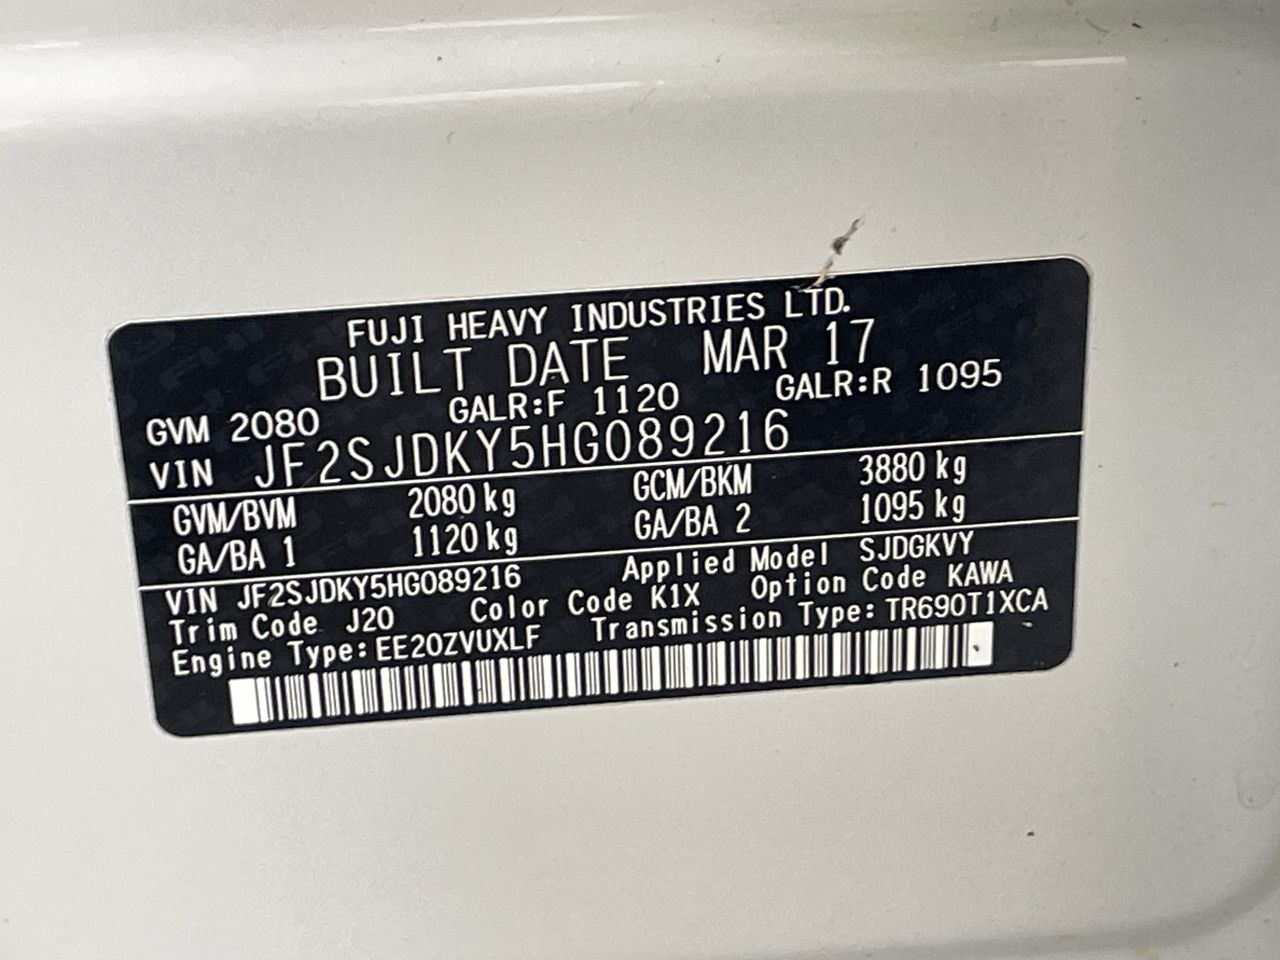 FUJI HEAVY INDUSTRIES LTD.
BUILT DATE MAR 17
GVM 2080 GALR:F 1120 GALR:R 1095
VIN JF2SJDKY5HG089216
GVM/BVM 2080 kg GCM/BKM 3880 kg
GA/BA 1 1120 kg GA/BA 2 1095 kg
VIN JF2SJDKY5HG089216 Applied Model SJDGKVY
Trim Code J20 Color Code K1X Option Code KAWA
Engine Type: EE20ZVUXLF Transmission Type: TR690T1XCA